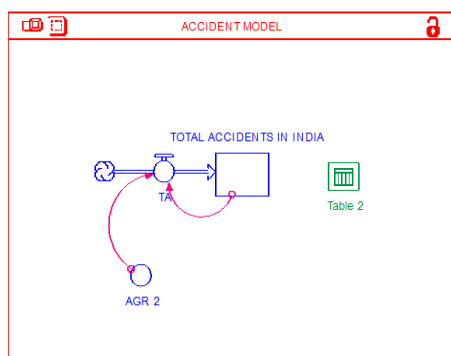 ACCIDENT MODEL
TOTAL ACCIDENTS IN INDIA
TA
Table 2
AGR 2